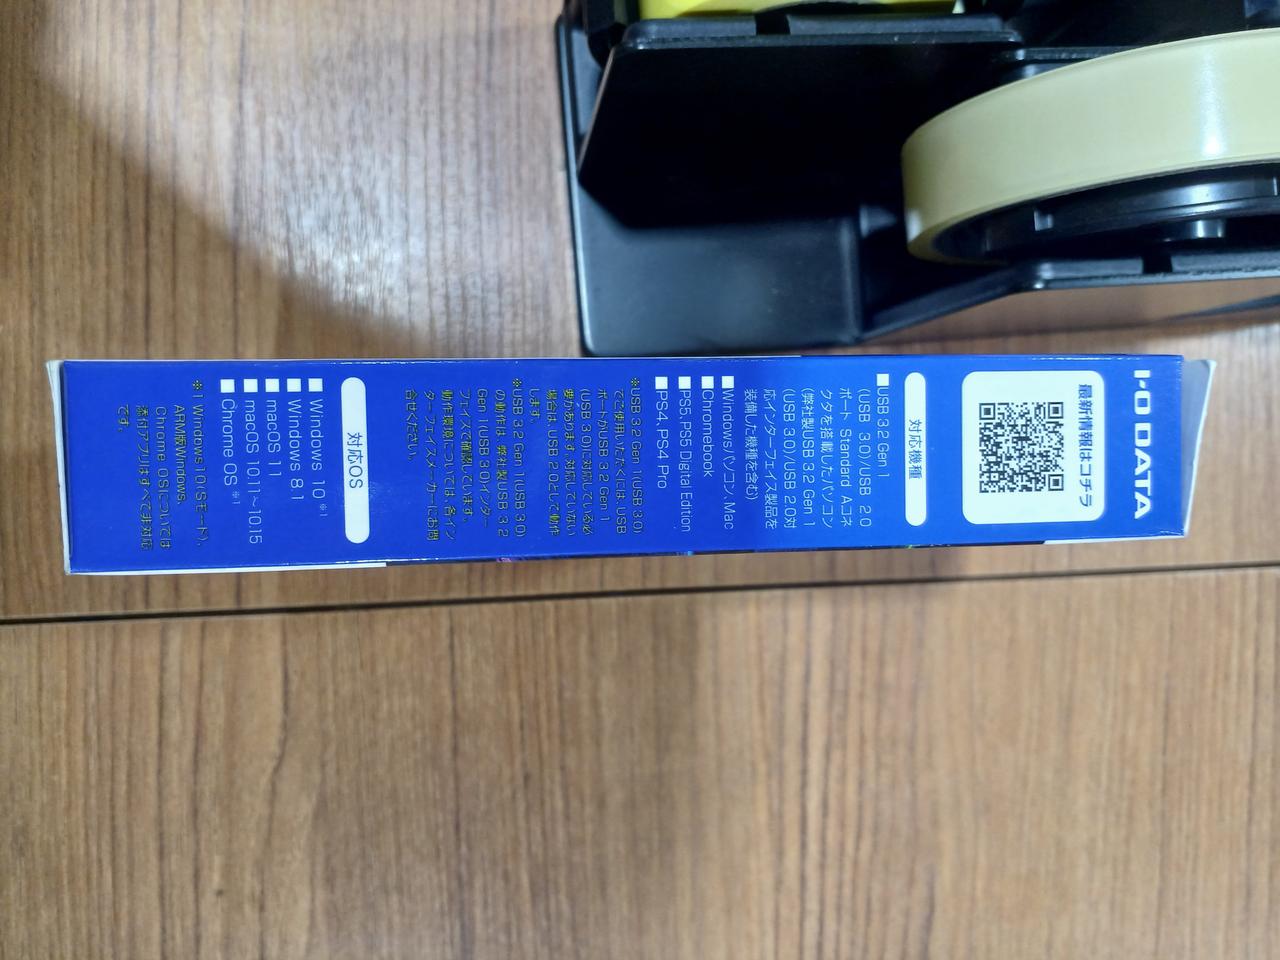 I-O DATA
最新情報はコチラ
対応機種
■USB 3.2 Gen 1
(USB 3.0)/USB 2.0
ポート Standard Aコネ
クタを搭載したパソコン
(弊社製USB 3.2 Gen 1
(USB 3.0)/USB 2.0対
応インターフェイス製品を
装備した機種を含む)
■Windowsパソコン、Mac
■Chromebook
■PS5、PS5 Digital Edition
■PS4、PS4 Pro
※USB 3.2 Gen 1(USB 3.0)
でご使用いただくには、USB
ポートがUSB 3.2 Gen 1
(USB 3.0)に対応している必
要があります。対応していない
場合は、USB 2.0として動作
します。
※USB 3.2 Gen 1(USB 3.0)
の動作は、弊社製USB 3.2
Gen 1(USB 3.0)インター
フェイスで確認しています。
動作環境については、各イン
ターフェイスメーカーにお問
合せください。
対応OS
■Windows 10 ※1
■Windows 8.1
■macOS 11
■macOS 10.11～10.15
■Chrome OS ※1
※1 Windows 10(Sモード)、
ARM版Windows、
Chrome OSについては
添付アプリはすべて非対応
です。